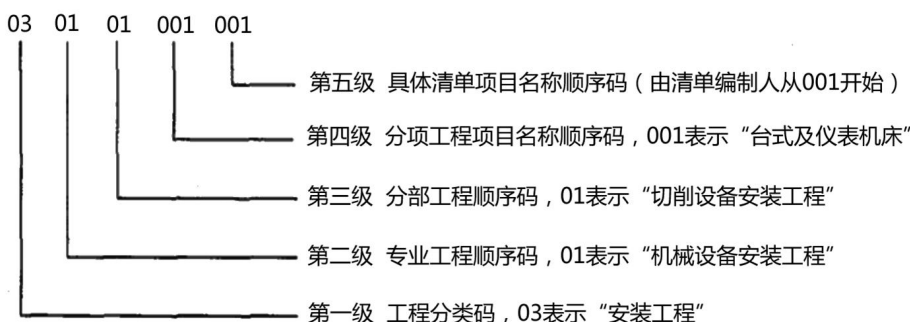 03 01 01 001 001
第五级 具体清单项目名称顺序码（由清单编制人从001开始）
第四级 分项工程项目名称顺序码，001表示“台式及仪表机床”
第三级 分部工程顺序码，01表示“切削设备安装工程”
第二级 专业工程顺序码，01表示“机械设备安装工程”
第一级 工程分类码，03表示“安装工程”